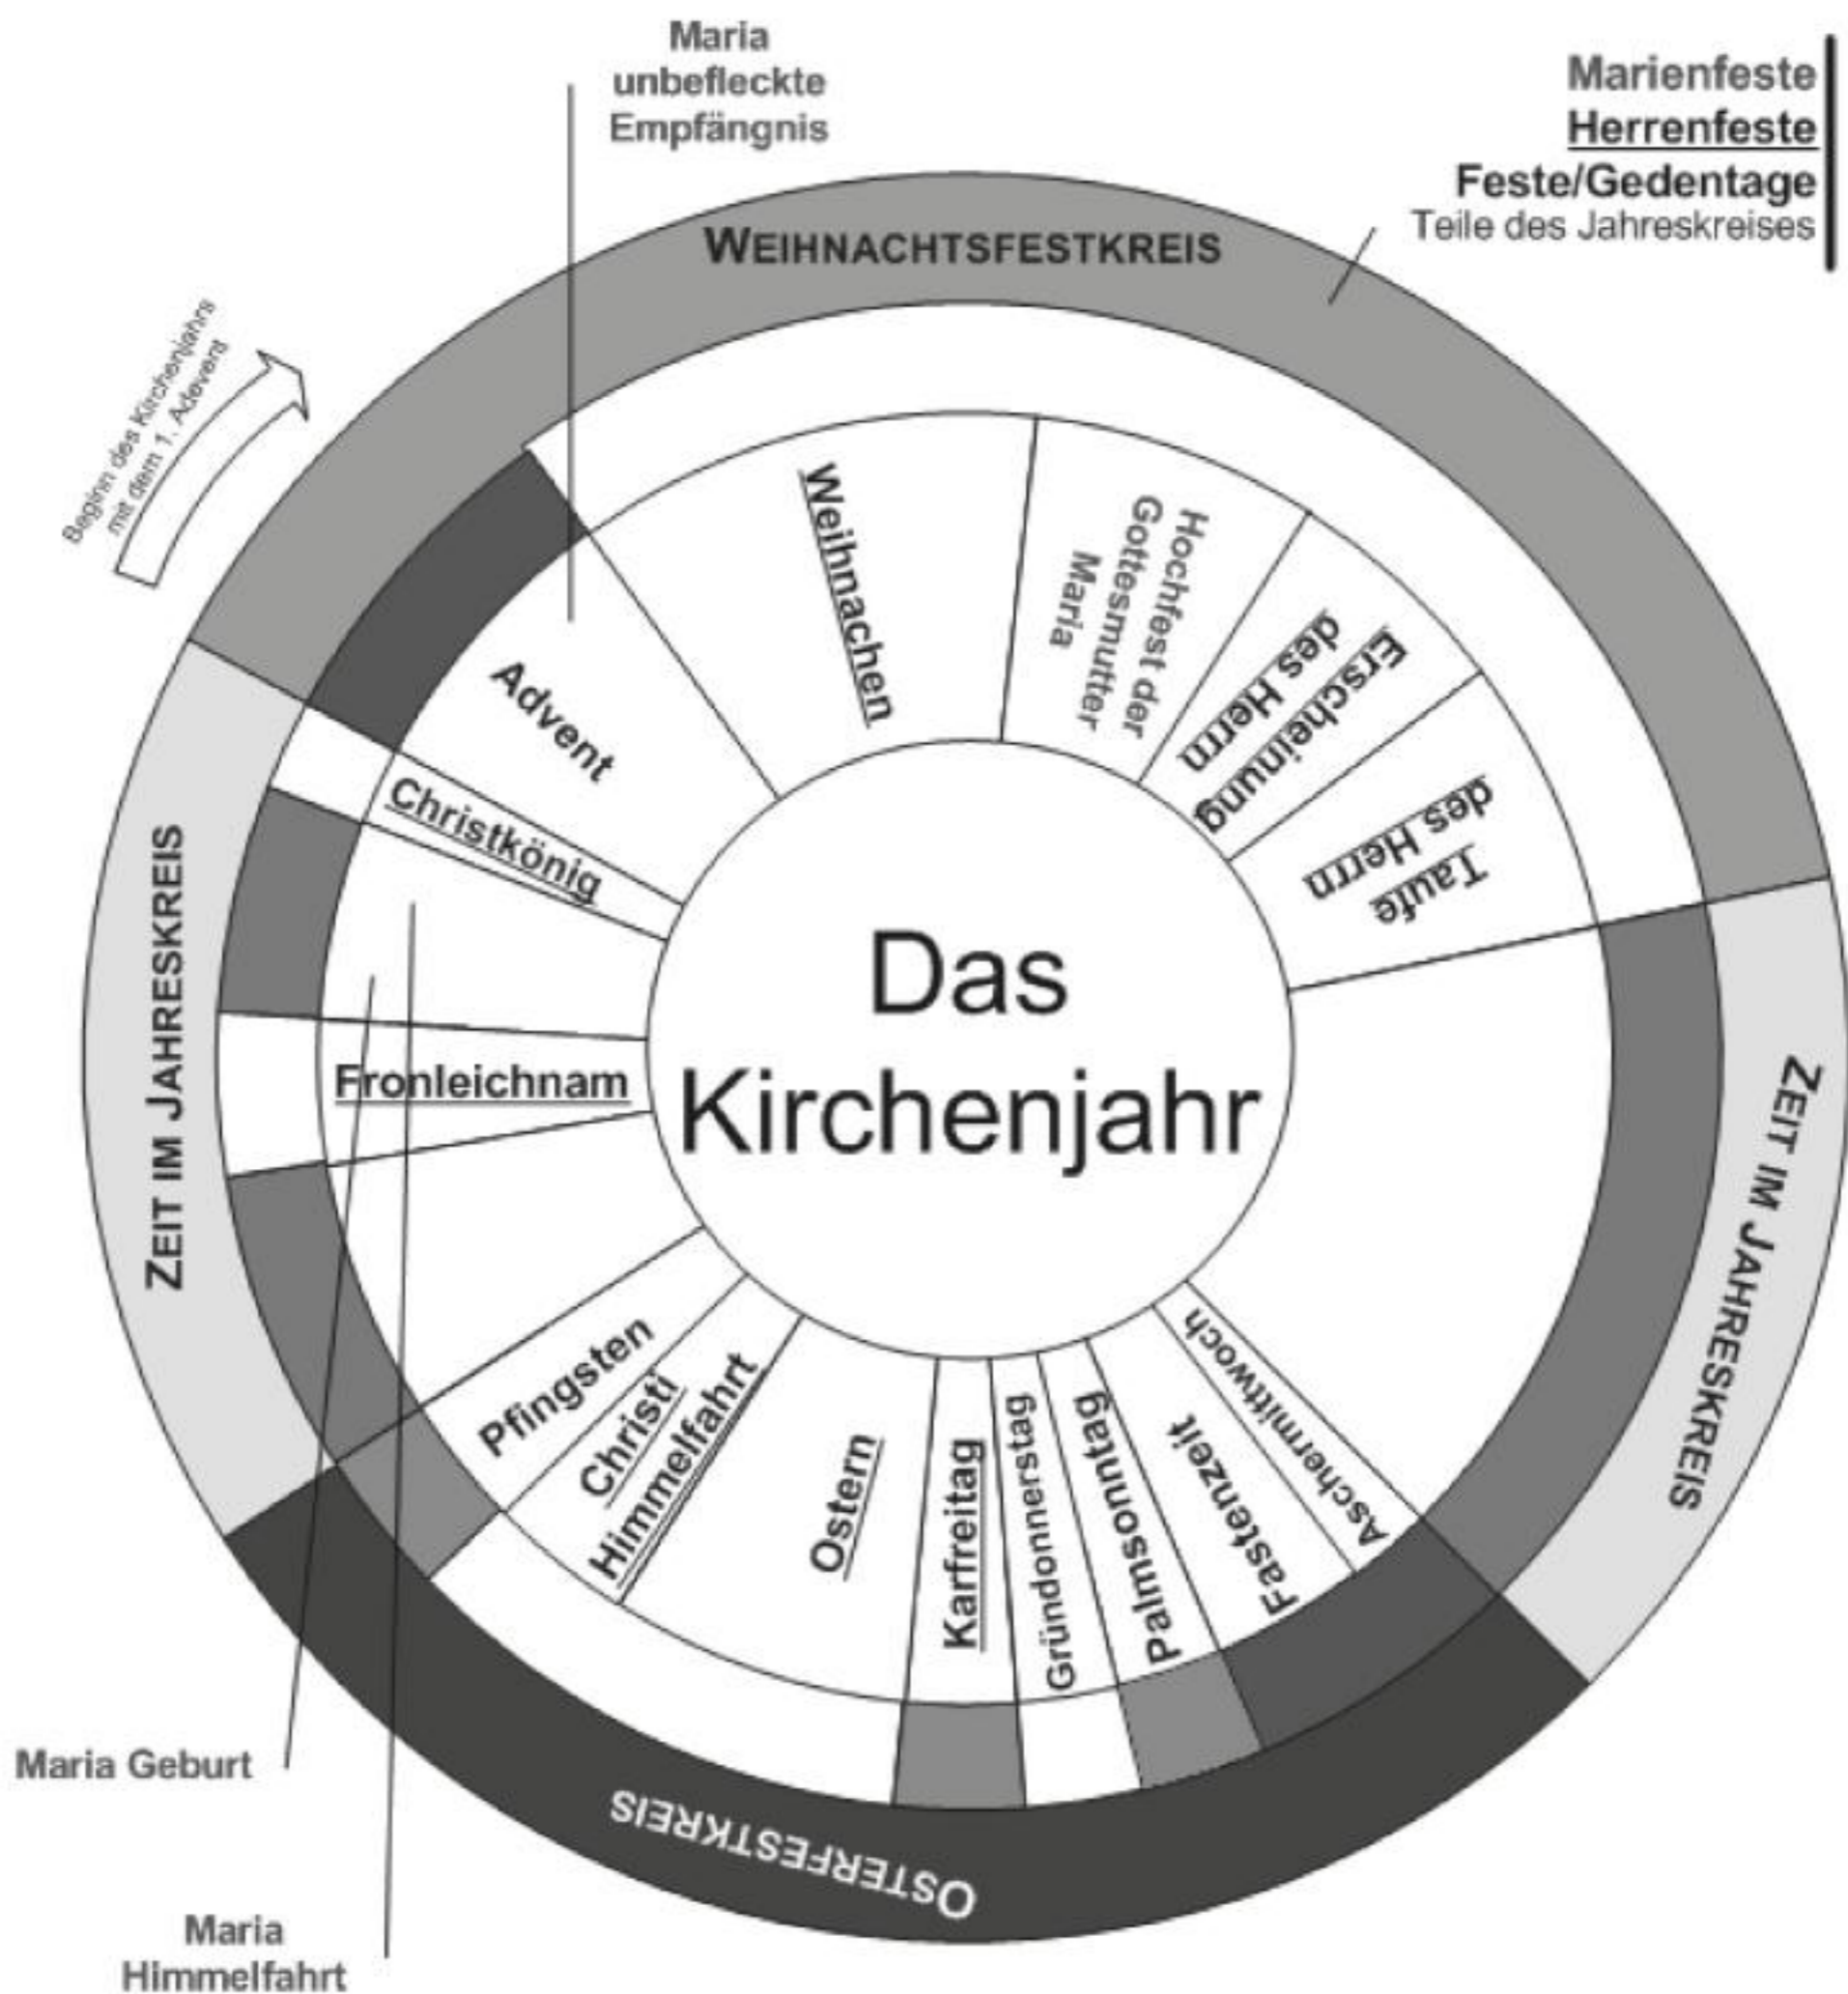 Maria
unbefleckte
Empfängnis
Marienfeste
Herrenfeste
Feste/Gedentage
Teile des Jahreskreises
WEIHNACHTSFESTKREIS
Beginn des Kirchenjahrs
mit dem 1. Adevent
Advent
Weihnachen
Hochfest der
Gottesmutter
Maria
Erscheinung
des Herrn
Taufe
des Herrn
ZEIT IM JAHRESKREIS
Aschermittwoch
Fastenzeit
Palmsonntag
Gründonnerstag
Karfreitag
Ostern
Christi
Himmelfahrt
Pfingsten
OSTERFESTKREIS
Fronleichnam
Christkönig
ZEIT IM JAHRESKREIS
Das
Kirchenjahr
Maria Geburt
Maria
Himmelfahrt